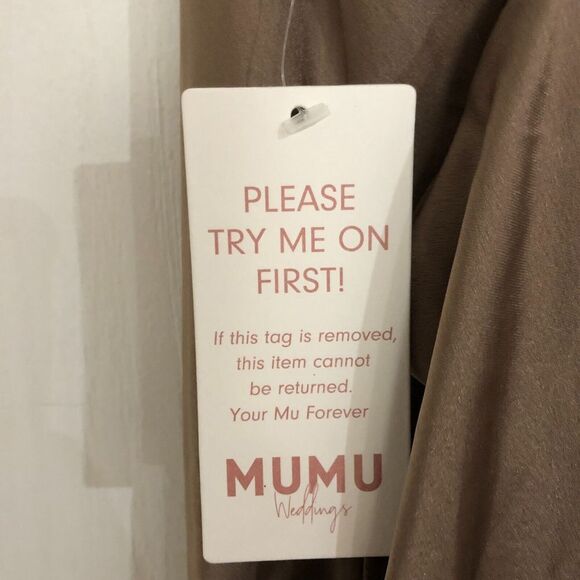 PLEASE
TRY ME ON
FIRST!
If this tag is removed,
this item cannot
be returned.
Your Mu Forever
MUMU
Weddings